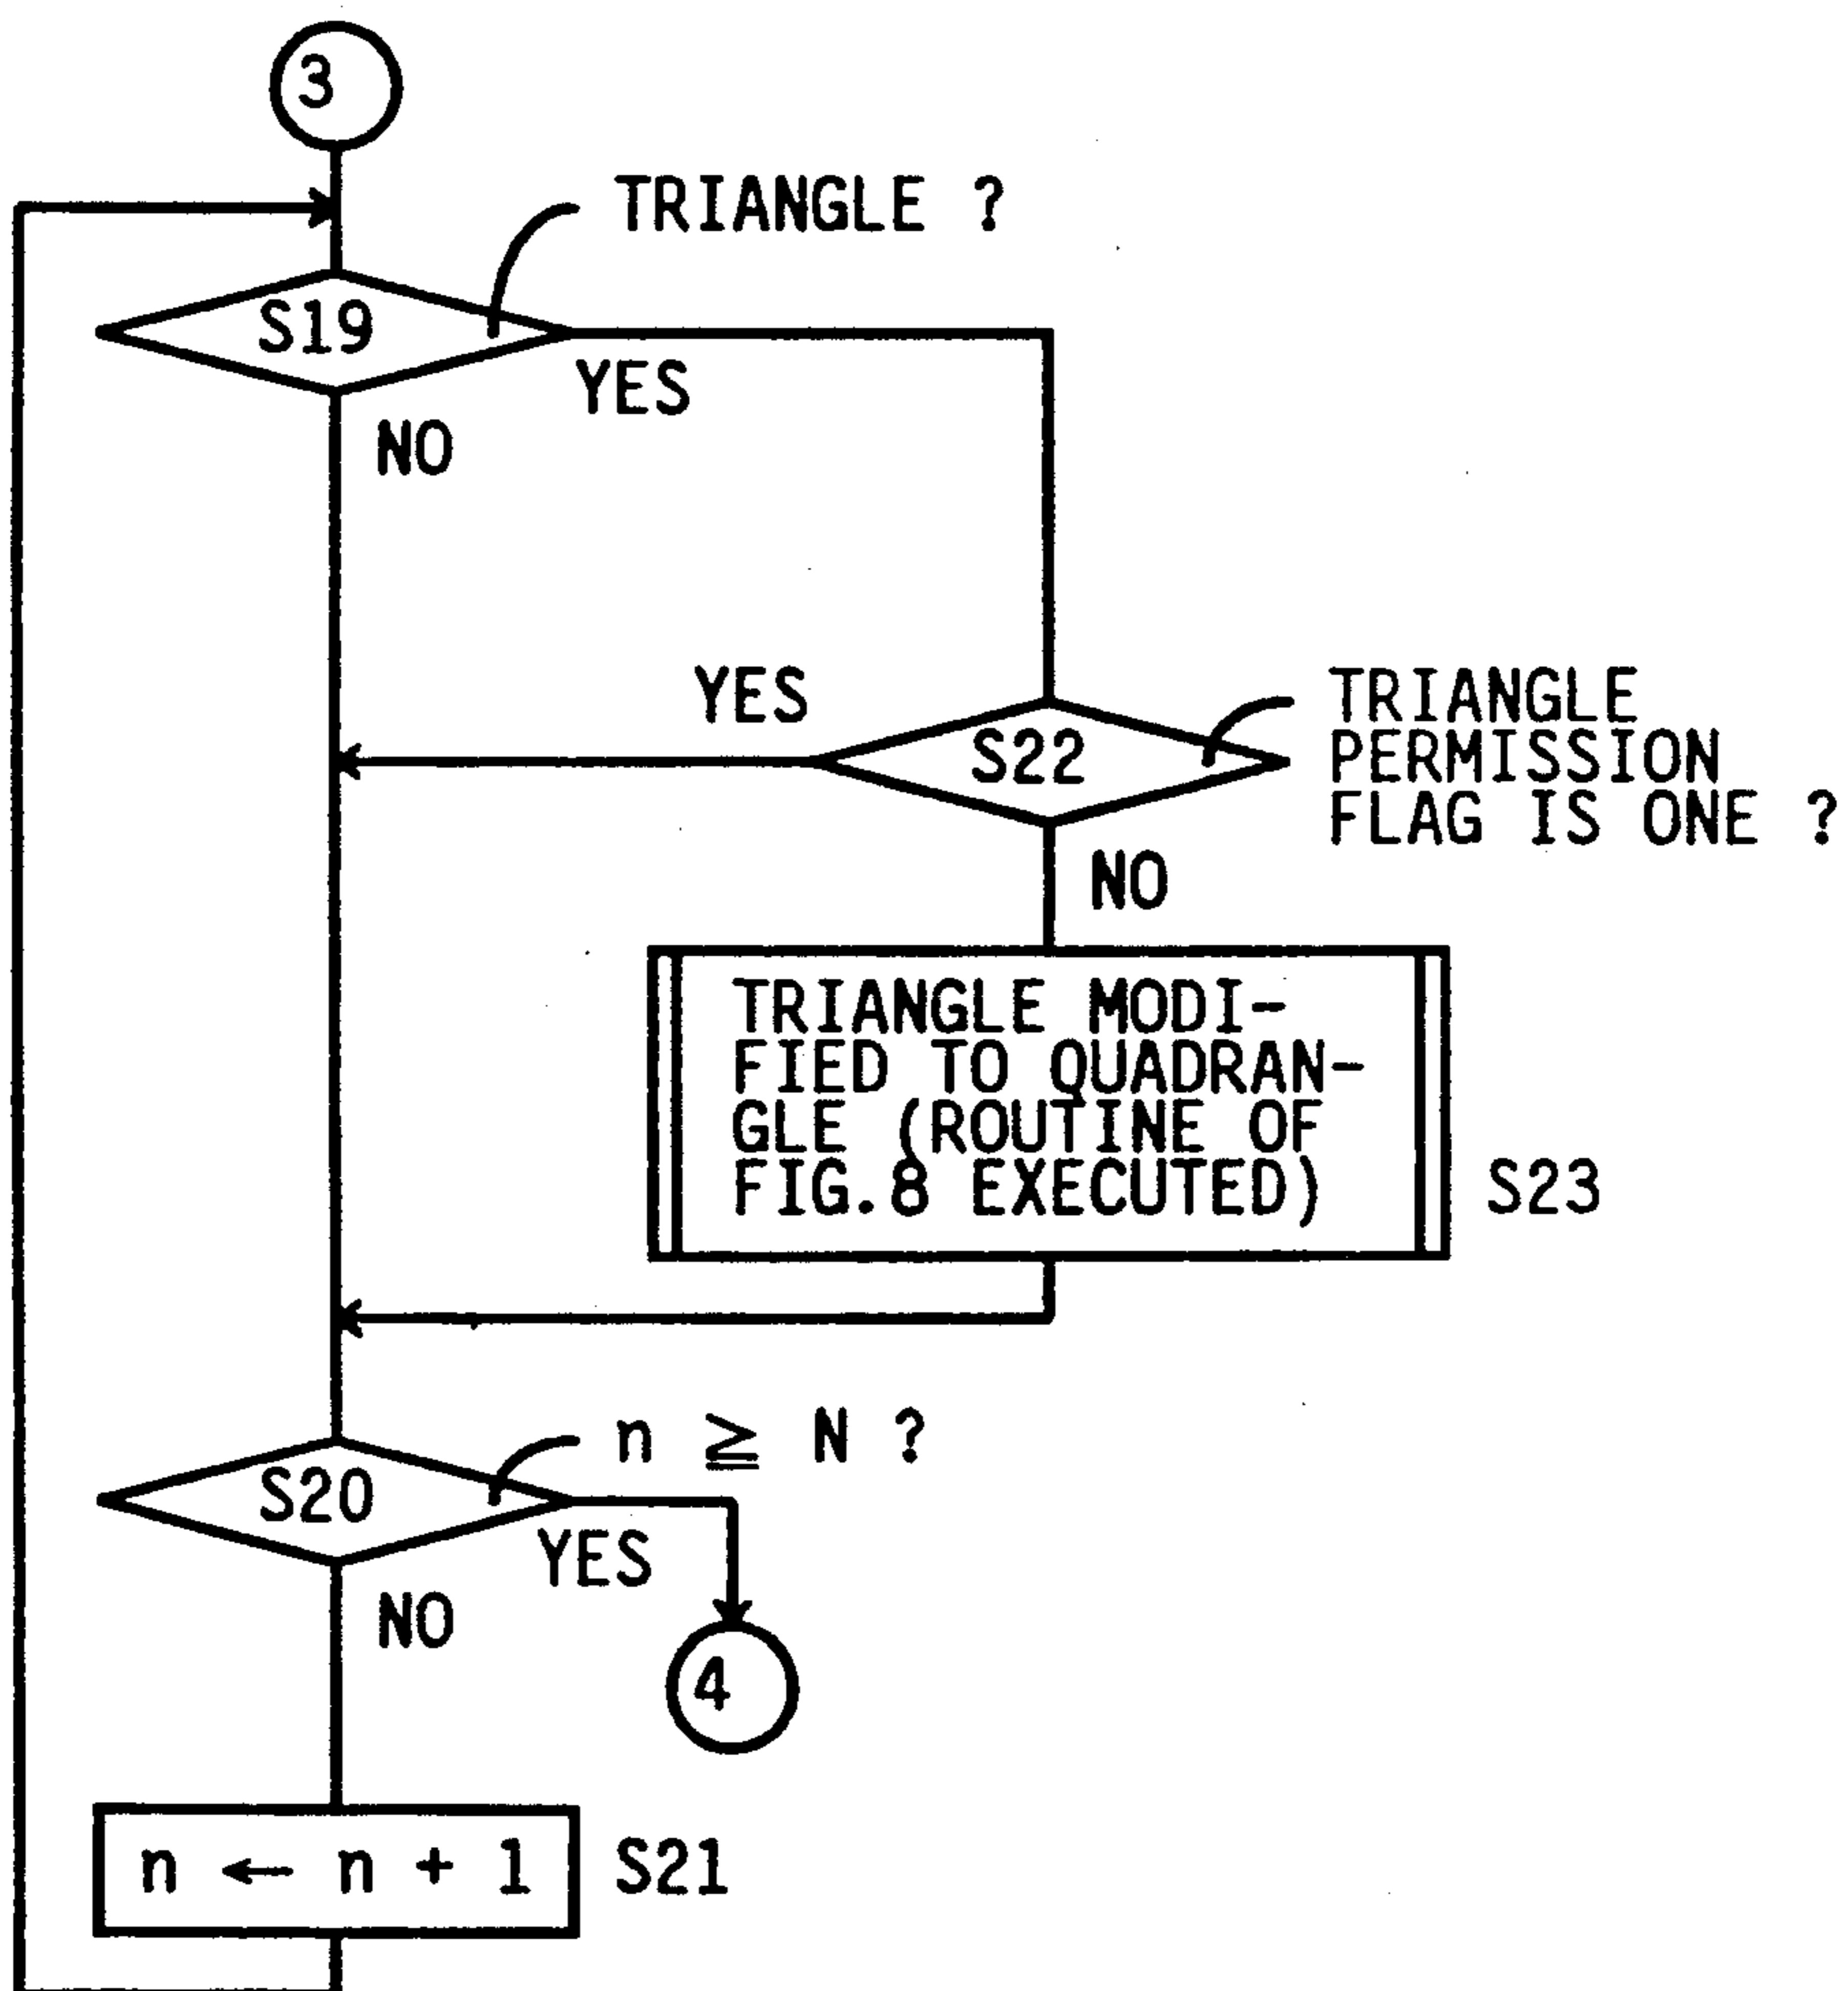 3
TRIANGLE ?
S19
YES
NO
YES
S22
TRIANGLE
PERMISSION
FLAG IS ONE ?
NO
TRIANGLE MODI-
FIED TO QUADRAN-
GLE (ROUTINE OF
FIG.8 EXECUTED)
S23
n ≧ N ?
S20
YES
NO
4
n ← n + 1
S21